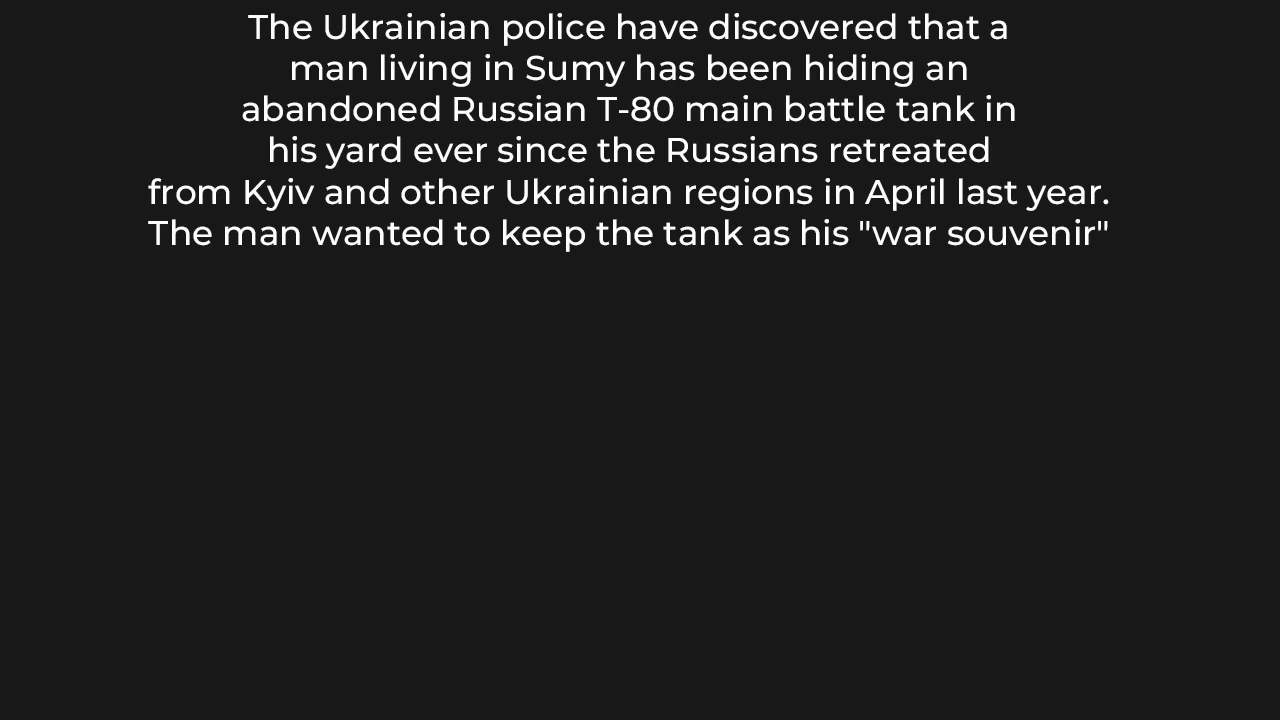 The Ukrainian police have discovered that a
man living in Sumy has been hiding an
abandoned Russian T-80 main battle tank in
his yard ever since the Russians retreated
from Kyiv and other Ukrainian regions in April last year.
The man wanted to keep the tank as his "war souvenir"